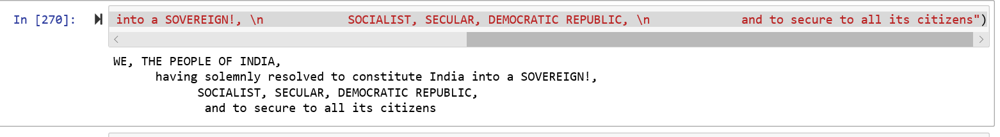 In [270]: into a SOVEREIGN!, \n            SOCIALIST, SECULAR, DEMOCRATIC REPUBLIC, \n             and to secure to all its citizens")
WE, THE PEOPLE OF INDIA,
      having solemnly resolved to constitute India into a SOVEREIGN!,
            SOCIALIST, SECULAR, DEMOCRATIC REPUBLIC,
             and to secure to all its citizens